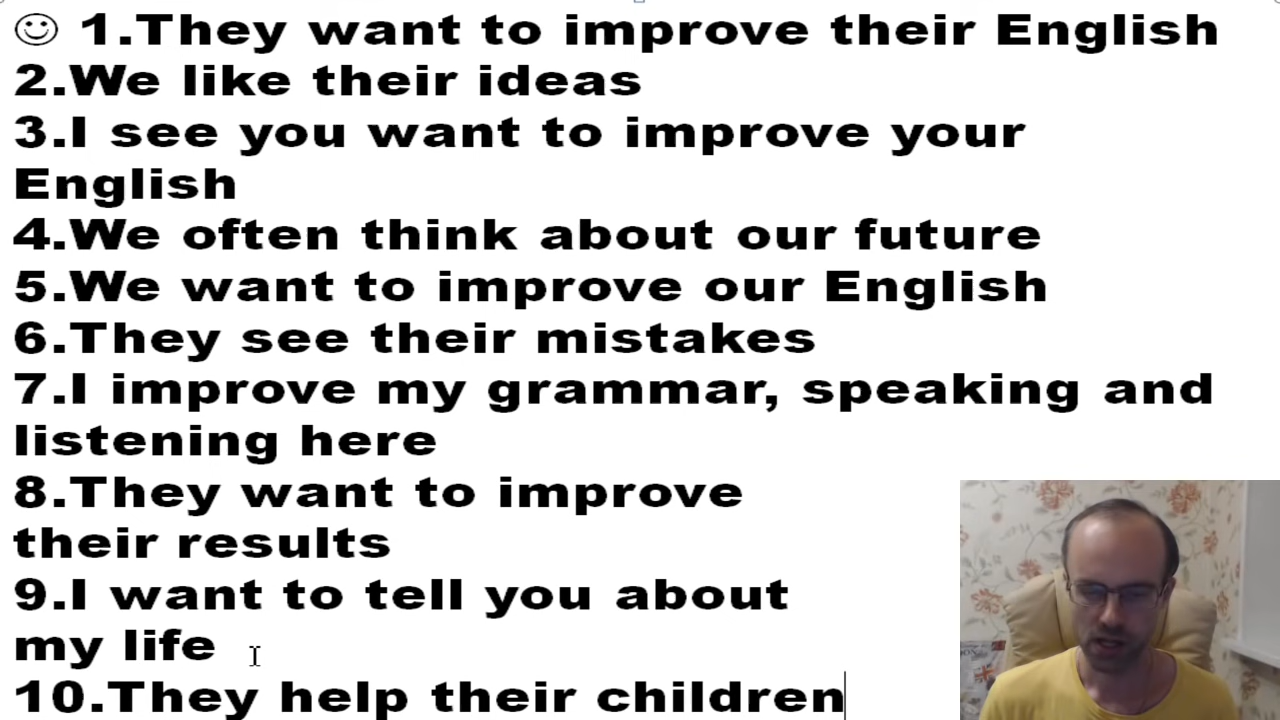 ☺ 1.They want to improve their English
2.We like their ideas
3.I see you want to improve your
English
4.We often think about our future
5.We want to improve our English
6.They see their mistakes
7.I improve my grammar, speaking and
listening here
8.They want to improve
their results
9.I want to tell you about
my life
10.They help their children